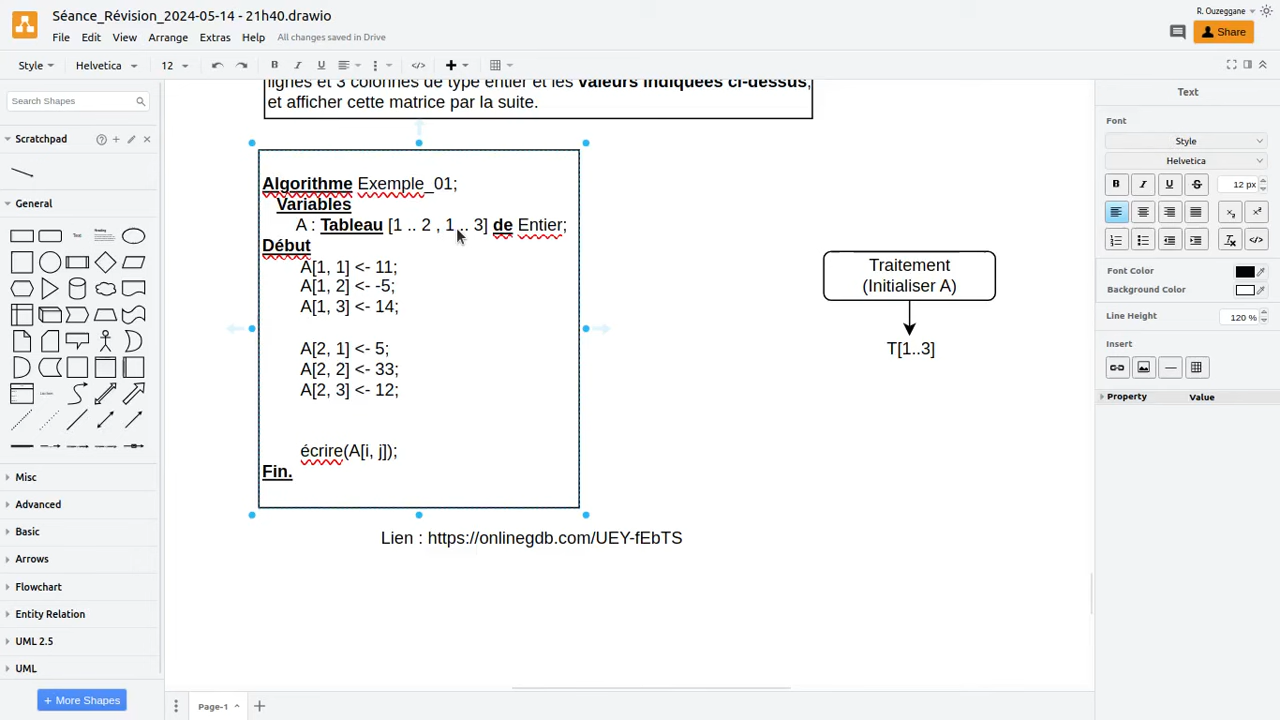 Séance_Révision_2024-05-14 - 21h40.drawio
R. Ouzeggane
File Edit View Arrange Extras Help All changes saved in Drive
Share
Style Helvetica 12
Search Shapes
Scratchpad
General
Text
Heading
Misc
Advanced
Basic
Arrows
Flowchart
Entity Relation
UML 2.5
UML
+ More Shapes
lignes et 3 colonnes de type entier et les valeurs indiquées ci-dessus,
et afficher cette matrice par la suite.
Algorithme Exemple_01;
Variables
A : Tableau [1 .. 2 , 1 .. 3] de Entier;
Début
A[1, 1] <- 11;
A[1, 2] <- -5;
A[1, 3] <- 14;
A[2, 1] <- 5;
A[2, 2] <- 33;
A[2, 3] <- 12;
écrire(A[i, j]);
Fin.
Lien : https://onlinegdb.com/UEY-fEbTS
Traitement
(Initialiser A)
T[1..3]
Page-1
Text
Font
Style
Helvetica
B I U S 12 px
Font Color
Background Color
Line Height 120 %
Insert
Property Value